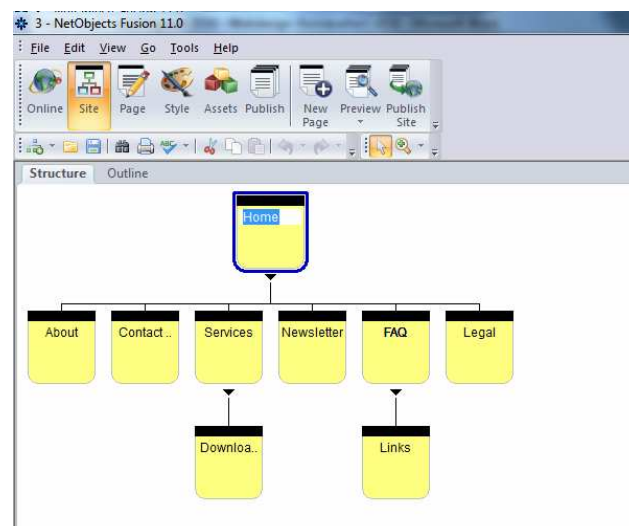 3 - NetObjects Fusion 11.0
File Edit View Go Tools Help
Online Site Page Style Assets Publish New Page Preview Publish Site
ABC
Structure Outline
Home
About Contact .. Services Newsletter FAQ Legal
Downloa.. Links